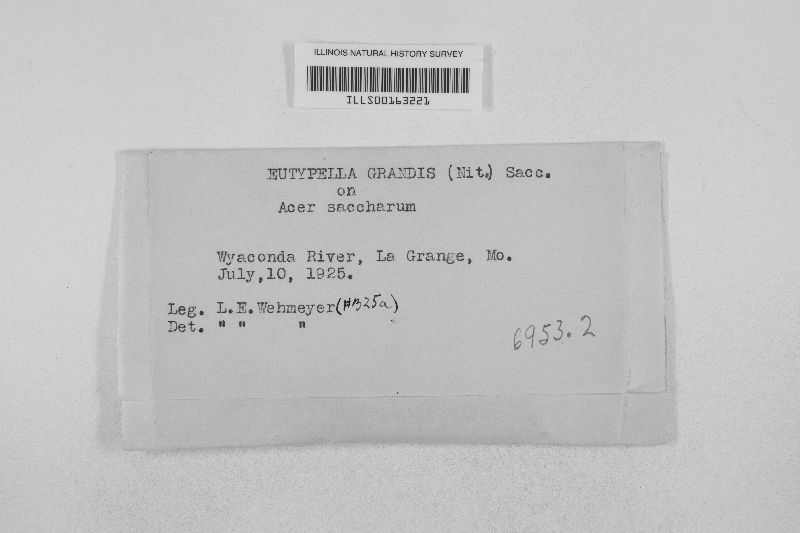 ILLINOIS NATURAL HISTORY SURVEY
ILLS00163221
EUTYPELLA GRANDIS (Nit.) Sacc.
on
Acer saccharum
Wyaconda River, La Grange, Mo.
July,10, 1925.
Leg. L.E.Wehmeyer(#B25a)
Det. " " "
6953.2